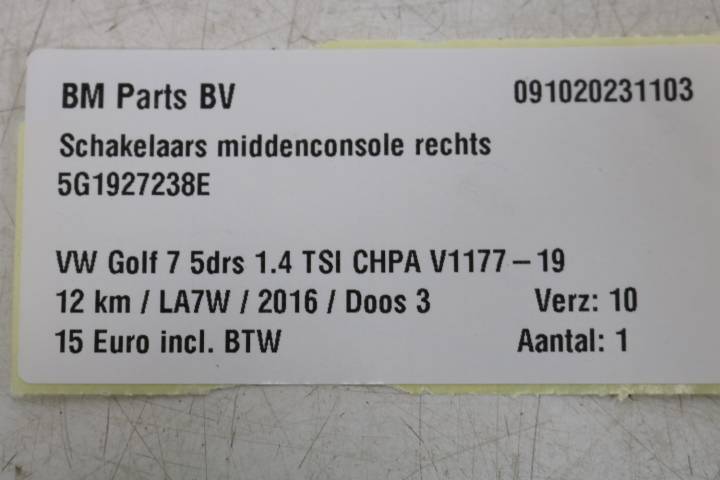 BM Parts BV 091020231103
Schakelaars middenconsole rechts
5G1927238E
VW Golf 7 5drs 1.4 TSI CHPA V1177-19
12 km / LA7W / 2016 / Doos 3 Verz: 10
15 Euro incl. BTW Aantal: 1